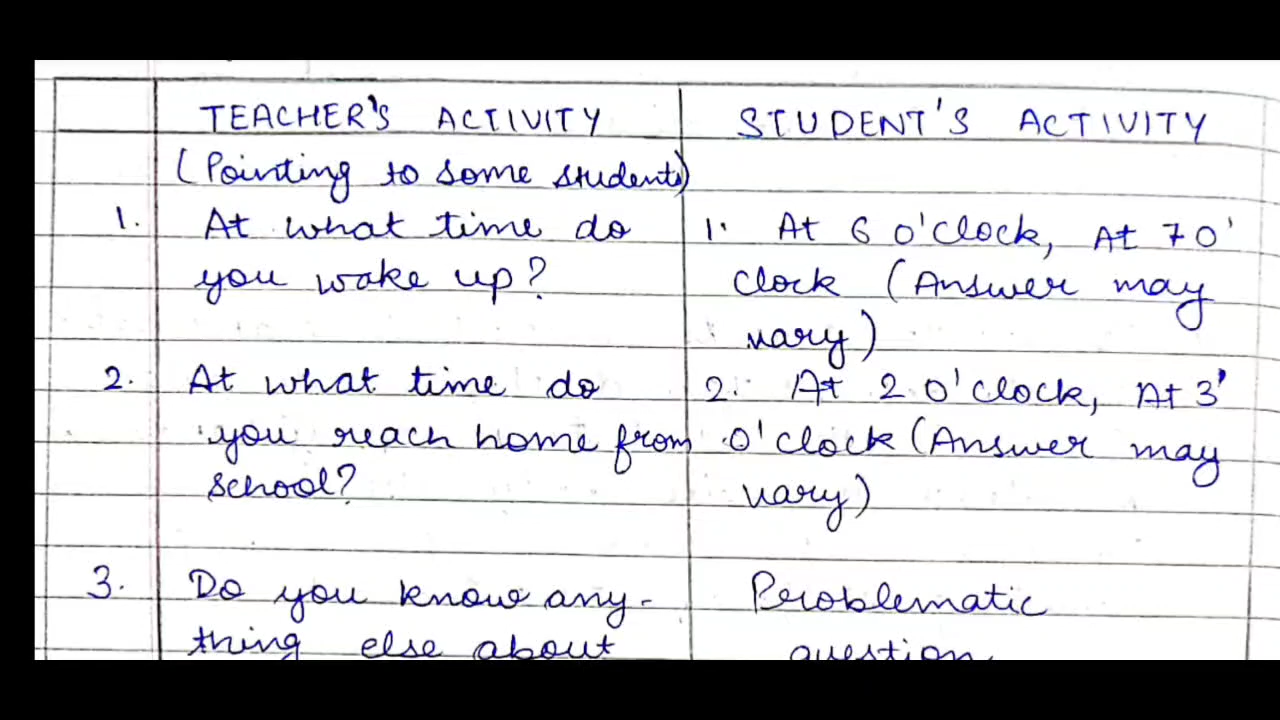 TEACHER'S ACTIVITY
STUDENT'S ACTIVITY
(Pointing to some students)
1. At what time do
you wake up?
1. At 6 O'clock, At 7 O'
clock (Answer may
vary)
2. At what time do
you reach home from
school?
2. At 2 O'clock, At 3'
O'clock (Answer may
vary)
3. Do you know any-
thing else about
Problematic
question.